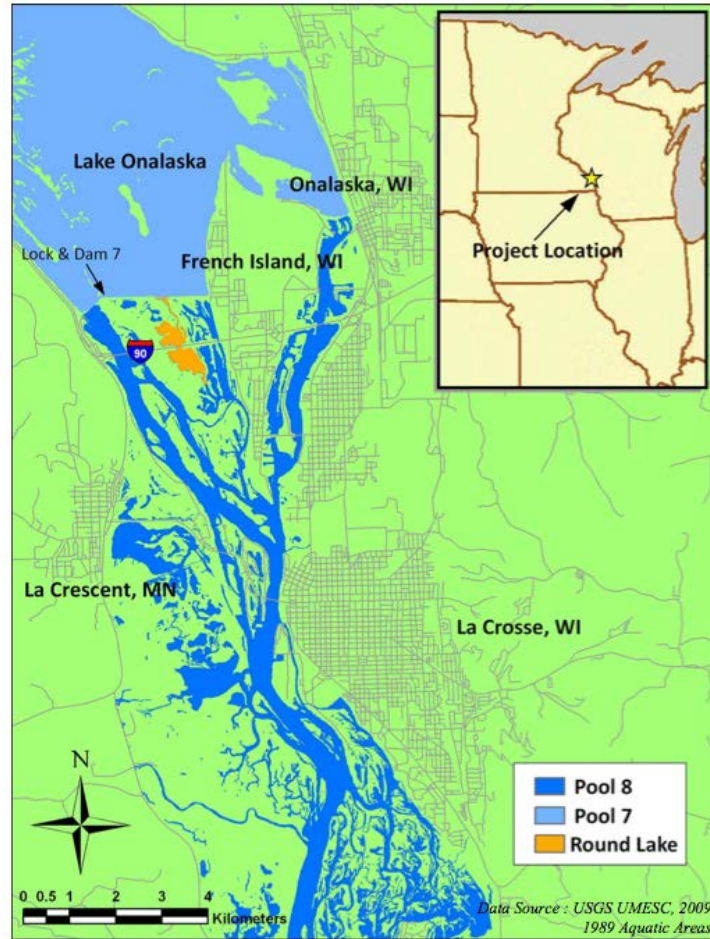 Lake Onalaska
Onalaska, WI
Project Location
Lock & Dam 7
French Island, WI
90
La Crescent, MN
La Crosse, WI
N
Pool 8
Pool 7
Round Lake
0 0.5 1 2 3 4
Kilometers
Data Source : USGS UMESC, 2009
1989 Aquatic Areas